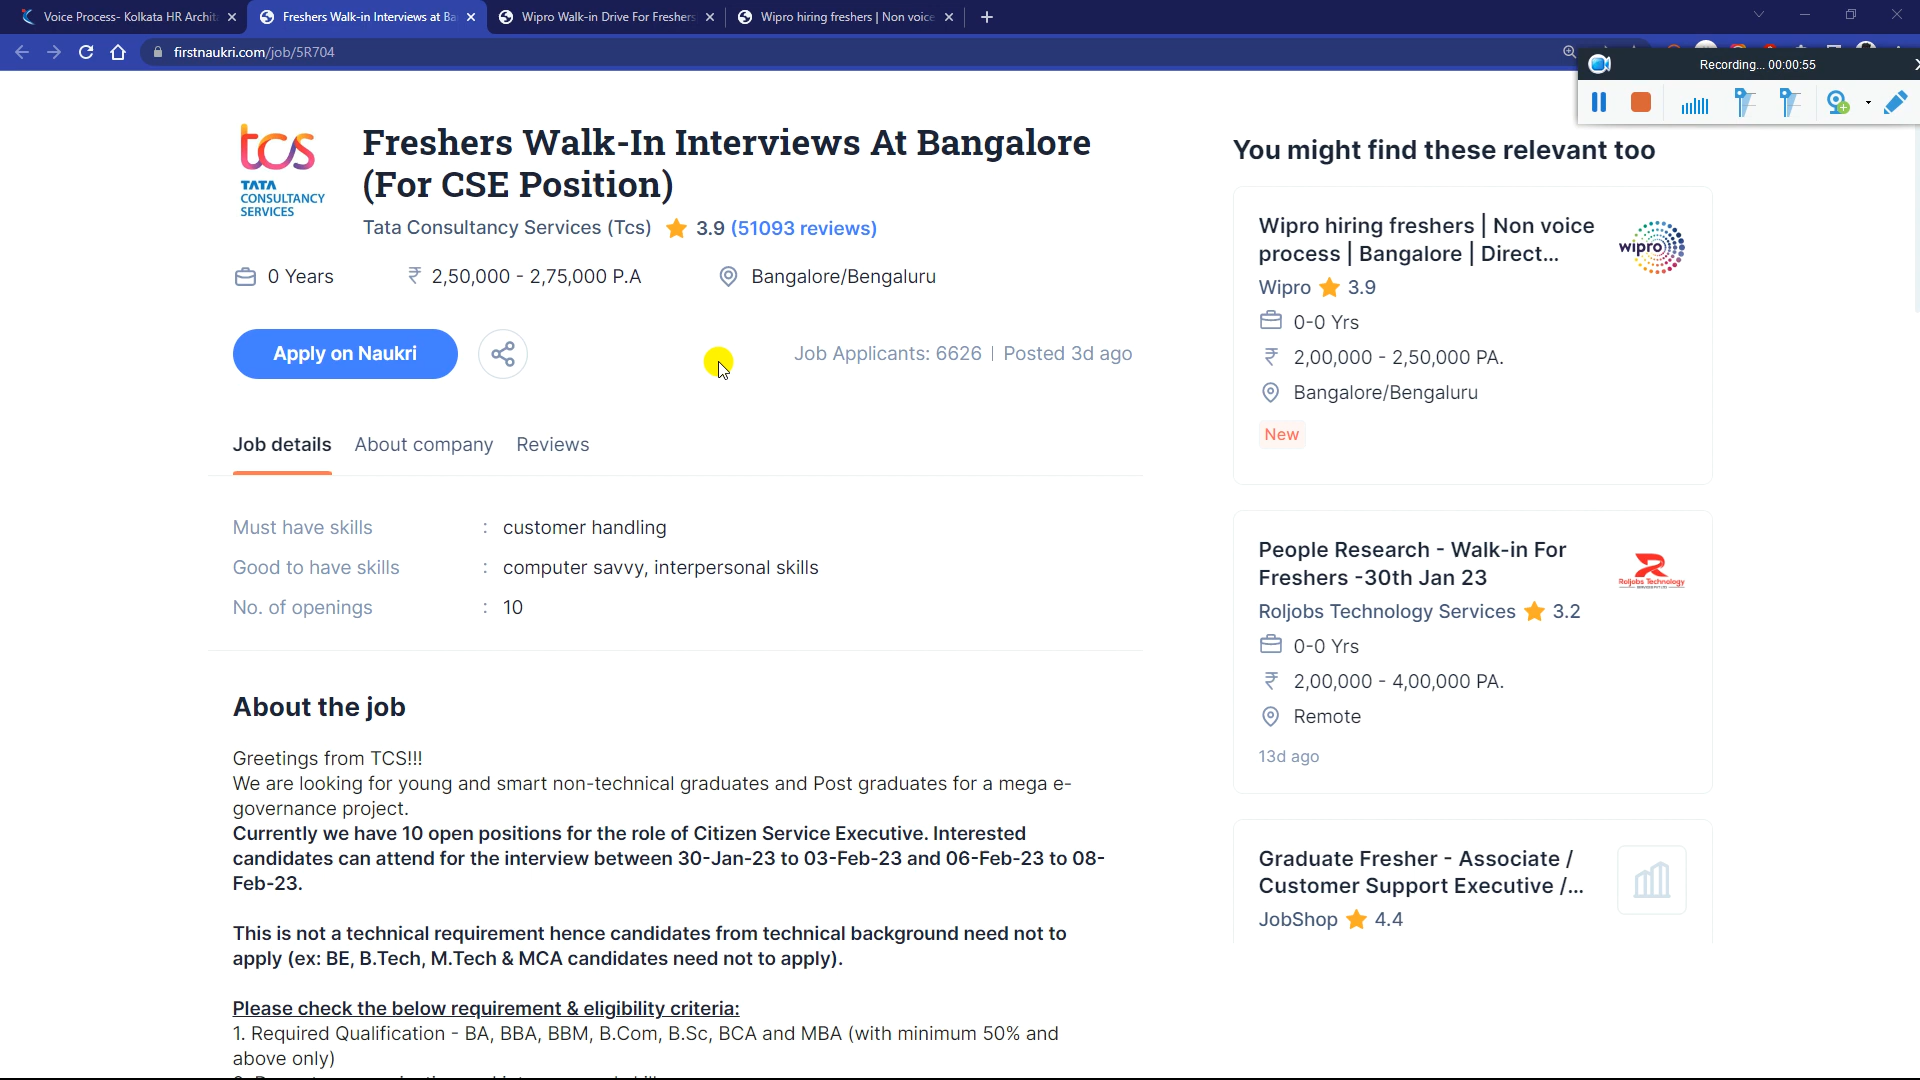 Voice Process- Kolkata HR Archit
Freshers Walk-in Interviews at Ba
Wipro Walk-in Drive For Freshers
Wipro hiring freshers | Non voice
firstnaukri.com/job/5R704
Recording... 00:00:55
tcs
TATA
CONSULTANCY
SERVICES
Freshers Walk-In Interviews At Bangalore
(For CSE Position)
Tata Consultancy Services (Tcs) 3.9 (51093 reviews)
0 Years ₹ 2,50,000 - 2,75,000 P.A Bangalore/Bengaluru
Apply on Naukri
Job Applicants: 6626 | Posted 3d ago
Job details About company Reviews
Must have skills : customer handling
Good to have skills : computer savvy, interpersonal skills
No. of openings : 10
About the job
Greetings from TCS!!!
We are looking for young and smart non-technical graduates and Post graduates for a mega e-
governance project.
Currently we have 10 open positions for the role of Citizen Service Executive. Interested
candidates can attend for the interview between 30-Jan-23 to 03-Feb-23 and 06-Feb-23 to 08-
Feb-23.
This is not a technical requirement hence candidates from technical background need not to
apply (ex: BE, B.Tech, M.Tech & MCA candidates need not to apply).
Please check the below requirement & eligibility criteria:
1. Required Qualification - BA, BBA, BBM, B.Com, B.Sc, BCA and MBA (with minimum 50% and
above only)
You might find these relevant too
Wipro hiring freshers | Non voice
process | Bangalore | Direct...
wipro
Wipro 3.9
0-0 Yrs
₹ 2,00,000 - 2,50,000 PA.
Bangalore/Bengaluru
New
People Research - Walk-in For
Freshers -30th Jan 23
Roljobs Technology
Roljobs Technology Services 3.2
0-0 Yrs
₹ 2,00,000 - 4,00,000 PA.
Remote
13d ago
Graduate Fresher - Associate /
Customer Support Executive /...
JobShop 4.4